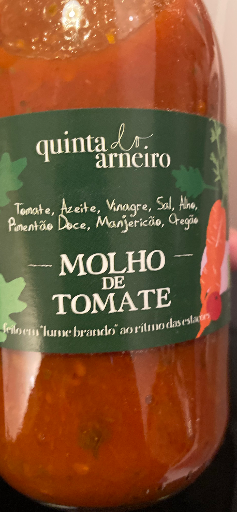 quinta do
arneiro
Tomate, Azeite, Vinagre, Sal, Alho,
Pimentão Doce, Manjericão, Oregão
MOLHO
DE
TOMATE
feito em "lume brando" ao ritmo das estações